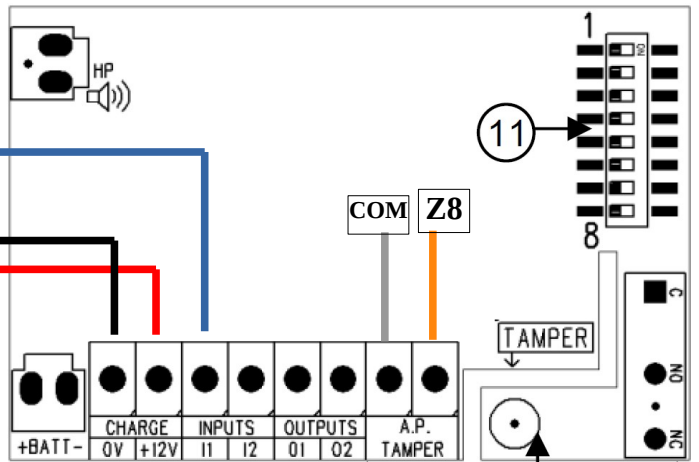 1
ON
HP
11
COM
Z8
8
C
TAMPER
NO
NC
CHARGE
INPUTS
OUTPUTS
A.P.
TAMPER
+BATT-
0V
+12V
I1
I2
O1
O2